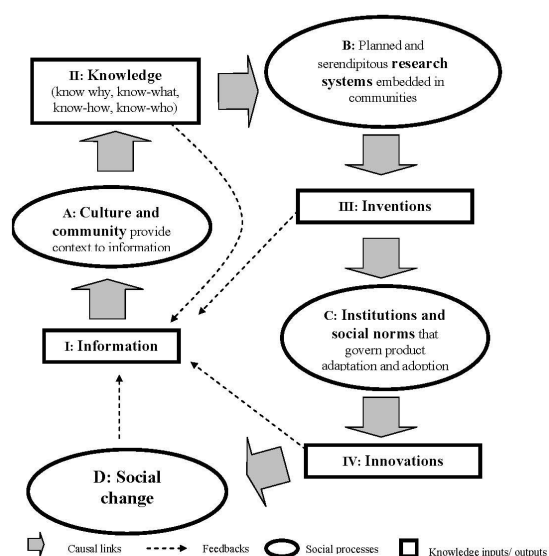 B: Planned and
serendipitous research
systems embedded in
communities
II: Knowledge
(know why, know-what,
know-how, know-who)
A: Culture and
community provide
context to information
III: Inventions
C: Institutions and
social norms that
govern product
adaptation and adoption
I: Information
IV: Innovations
D: Social
change
Causal links
Feedbacks
Social processes
Knowledge inputs/ outputs